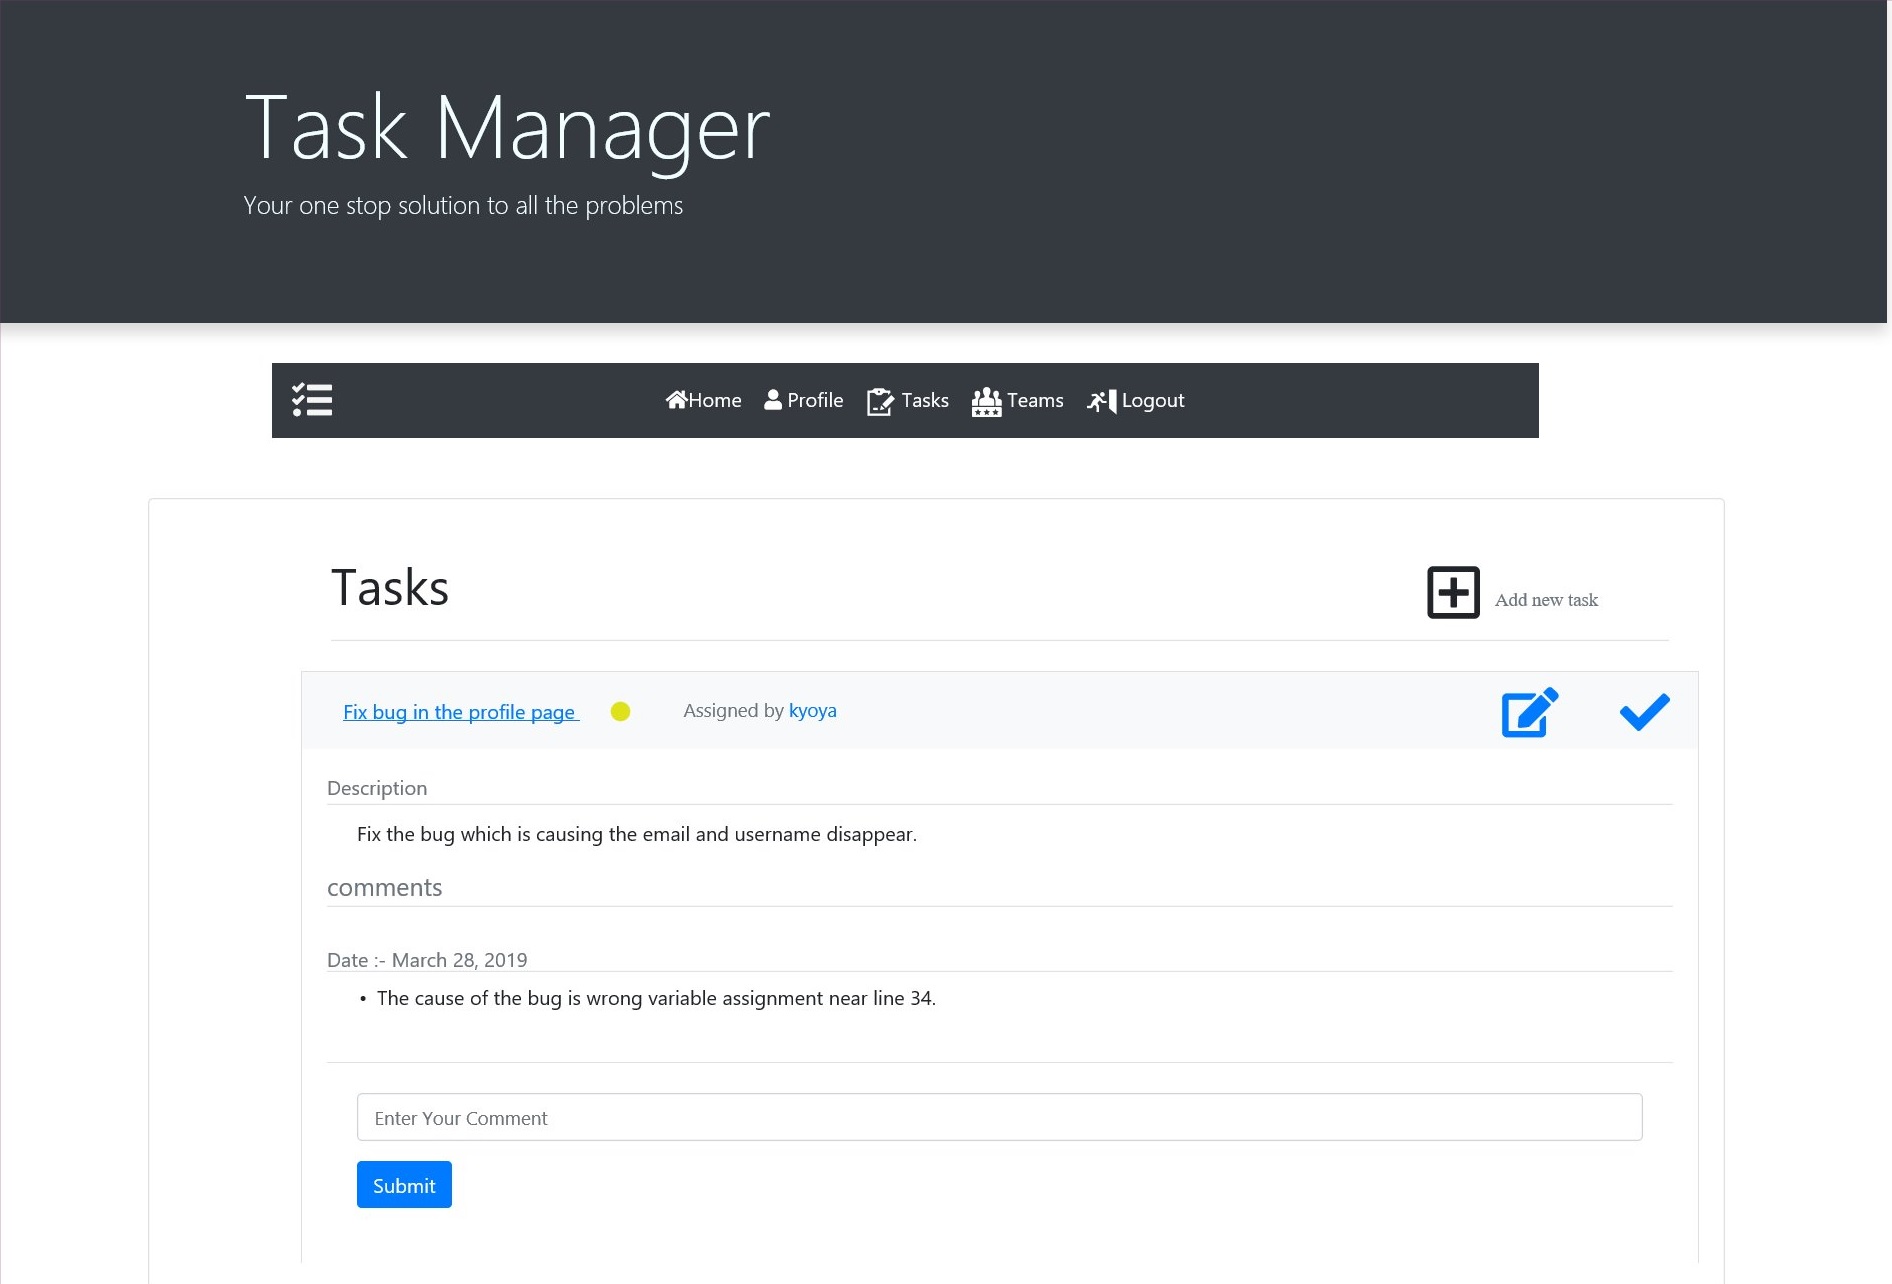 Task Manager
Your one stop solution to all the problems
Home Profile Tasks Teams Logout
Tasks
Add new task
Fix bug in the profile page Assigned by kyoya
Description
Fix the bug which is causing the email and username disappear.
comments
Date :- March 28, 2019
• The cause of the bug is wrong variable assignment near line 34.
Enter Your Comment
Submit